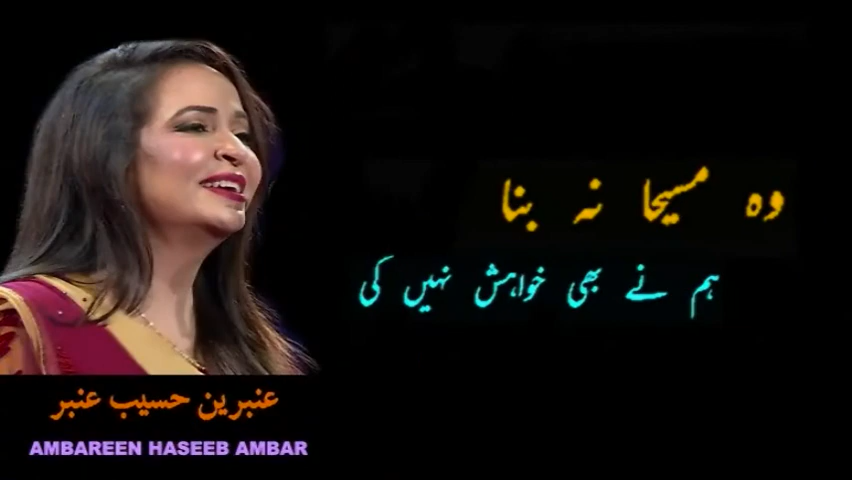 وہ مسیحا نہ بنا
ہم نے بھی خواہش نہیں کی
عنبرین حسیب عنبر
AMBAREEN HASEEB AMBAR